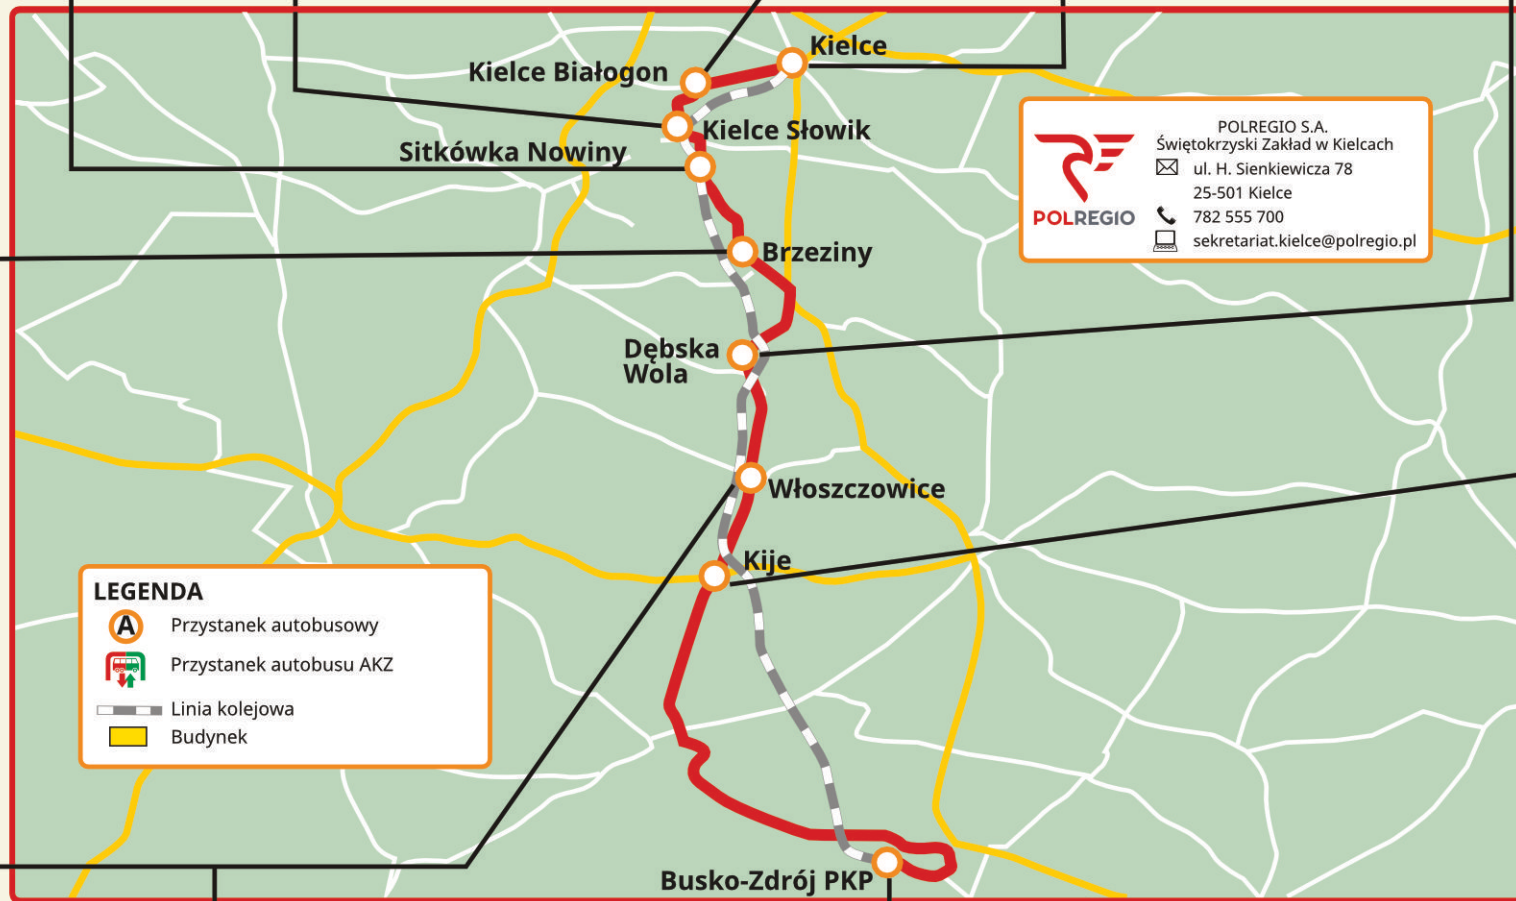 Kielce
Kielce Białogon
Kielce Słowik
Sitkówka Nowiny
Brzeziny
Dębska
Wola
Włoszczowice
Kije
Busko-Zdrój PKP
POLREGIO
POLREGIO S.A.
Świętokrzyski Zakład w Kielcach
ul. H. Sienkiewicza 78
25-501 Kielce
782 555 700
sekretariat.kielce@polregio.pl
LEGENDA
A Przystanek autobusowy
Przystanek autobusu AKZ
Linia kolejowa
Budynek